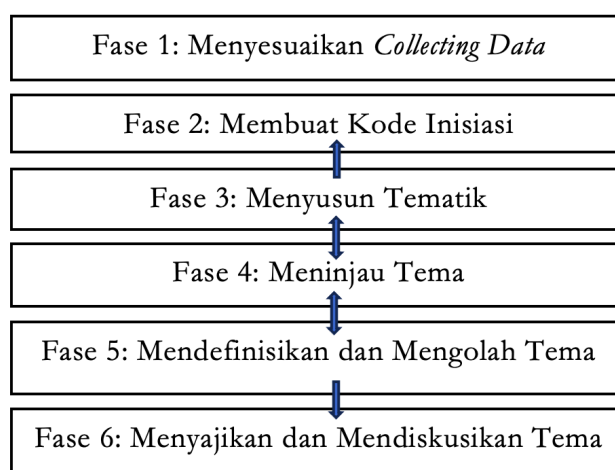 Fase 1: Menyesuaikan Collecting Data
Fase 2: Membuat Kode Inisiasi
Fase 3: Menyusun Tematik
Fase 4: Meninjau Tema
Fase 5: Mendefinisikan dan Mengolah Tema
Fase 6: Menyajikan dan Mendiskusikan Tema